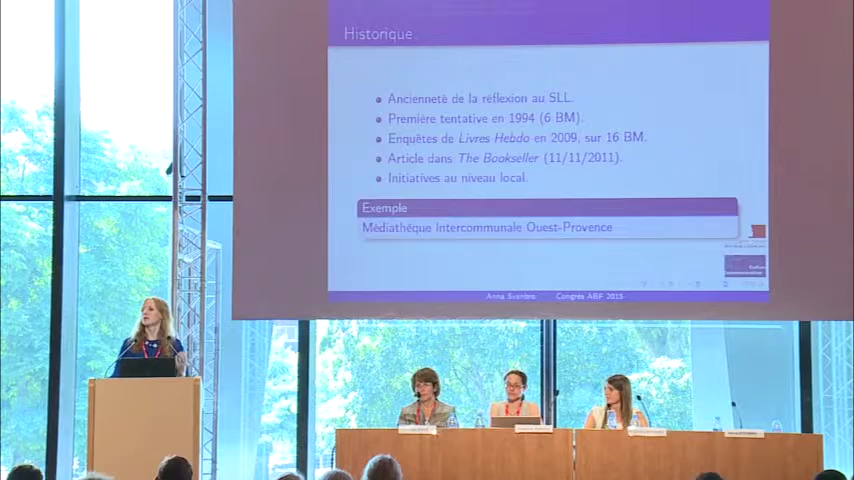 Historique
Anciennetè de la réflexion au SLL.
Première tentative en 1994 (6 BM).
Enquêtes de Livres Hebdo en 2009, sur 16 BM.
Article dans The Bookseller (11/11/2011).
Initiatives au niveau local.
Exemple
Médiathèque Intercommunale Ouest-Provence
Anna Svenbro
Congrès ABF 2013